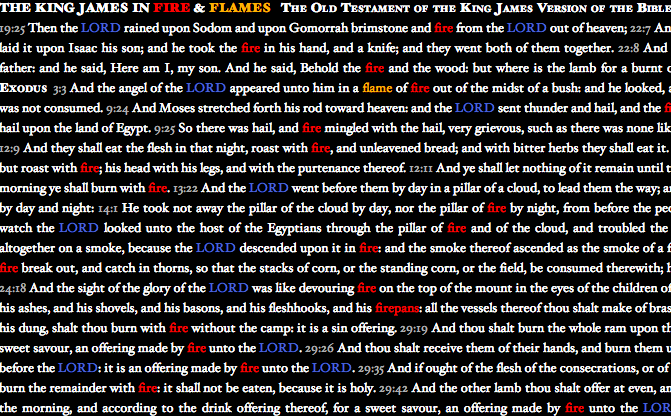 THE KING JAMES IN FIRE & FLAMES The Old Testament of the King James Version of the Bible
19:25 Then the LORD rained upon Sodom and upon Gomorrah brimstone and fire from the LORD out of heaven; 22:7 An
laid it upon Isaac his son; and he took the fire in his hand, and a knife; and they went both of them together. 22:8 And
father: and he said, Here am I, my son. And he said, Behold the fire and the wood: but where is the lamb for a burnt o
Exodus 3:3 And the angel of the LORD appeared unto him in a flame of fire out of the midst of a bush: and he looked, a
was not consumed. 9:24 And Moses stretched forth his rod toward heaven: and the LORD sent thunder and hail, and the fi
hail upon the land of Egypt. 9:25 So there was hail, and fire mingled with the hail, very grievous, such as there was none lik
12:9 And they shall eat the flesh in that night, roast with fire, and unleavened bread; and with bitter herbs they shall eat it.
but roast with fire; his head with his legs, and with the purtenance thereof. 12:11 And ye shall let nothing of it remain until t
morning ye shall burn with fire. 13:22 And the LORD went before them by day in a pillar of a cloud, to lead them the way; a
by day and night: 14:1 He took not away the pillar of the cloud by day, nor the pillar of fire by night, from before the peo
watch the LORD looked unto the host of the Egyptians through the pillar of fire and of the cloud, and troubled the
altogether on a smoke, because the LORD descended upon it in fire: and the smoke thereof ascended as the smoke of a f
fire break out, and catch in thorns, so that the stacks of corn, or the standing corn, or the field, be consumed therewith; h
24:18 And the sight of the glory of the LORD was like devouring fire on the top of the mount in the eyes of the children of
his ashes, and his shovels, and his basons, and his fleshhooks, and his firepans: all the vessels thereof thou shalt make of bras
his dung, shalt thou burn with fire without the camp: it is a sin offering. 29:19 And thou shalt burn the whole ram upon th
sweet savour, an offering made by fire unto the LORD. 29:26 And thou shalt receive them of their hands, and burn them u
before the LORD: it is an offering made by fire unto the LORD. 29:35 And if ought of the flesh of the consecrations, or of
burn the remainder with fire: it shall not be eaten, because it is holy. 29:42 And the other lamb thou shalt offer at even, an
the morning, and according to the drink offering thereof, for a sweet savour, an offering made by fire unto the LO